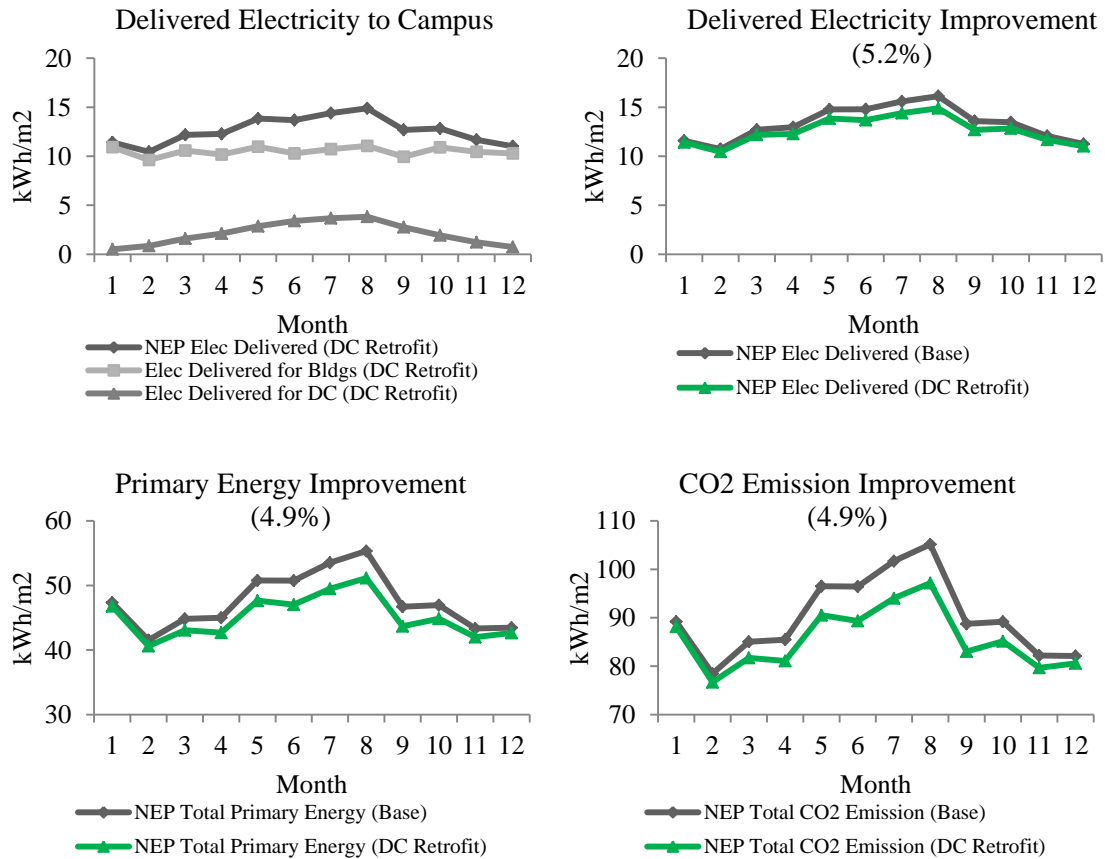 Delivered Electricity to Campus
20
15
10
5
0
kWh/m2
1 2 3 4 5 6 7 8 9 10 11 12
Month
NEP Elec Delivered (DC Retrofit)
Elec Delivered for Bldgs (DC Retrofit)
Elec Delivered for DC (DC Retrofit)
Delivered Electricity Improvement
(5.2%)
20
15
10
5
0
kWh/m2
1 2 3 4 5 6 7 8 9 10 11 12
Month
NEP Elec Delivered (Base)
NEP Elec Delivered (DC Retrofit)
Primary Energy Improvement
(4.9%)
60
50
40
30
kWh/m2
1 2 3 4 5 6 7 8 9 10 11 12
Month
NEP Total Primary Energy (Base)
NEP Total Primary Energy (DC Retrofit)
CO2 Emission Improvement
(4.9%)
110
100
90
80
70
kWh/m2
1 2 3 4 5 6 7 8 9 10 11 12
Month
NEP Total CO2 Emission (Base)
NEP Total CO2 Emission (DC Retrofit)